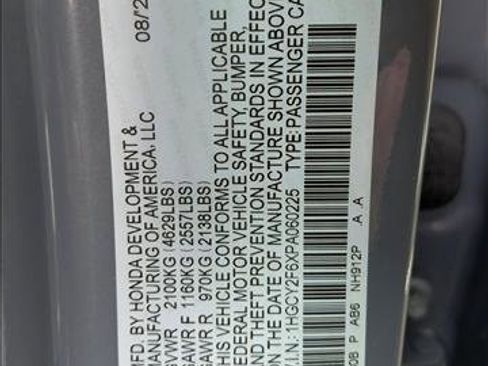 MFD. BY HONDA DEVELOPMENT & 08/2
MANUFACTURING OF AMERICA, LLC
GVWR 2100KG (4629LBS)
GAWR F 1160KG (2557LBS)
GAWR R 970KG (2138LBS)
THIS VEHICLE CONFORMS TO ALL APPLICABLE
FEDERAL MOTOR VEHICLE SAFETY, BUMPER,
AND THEFT PREVENTION STANDARDS IN EFFEC
ON THE DATE OF MANUFACTURE SHOWN ABOV
V.I.N.: 1HGCY2F6XPA060225 TYPE: PASSENGER CA
08 P AB6 NH912P A A